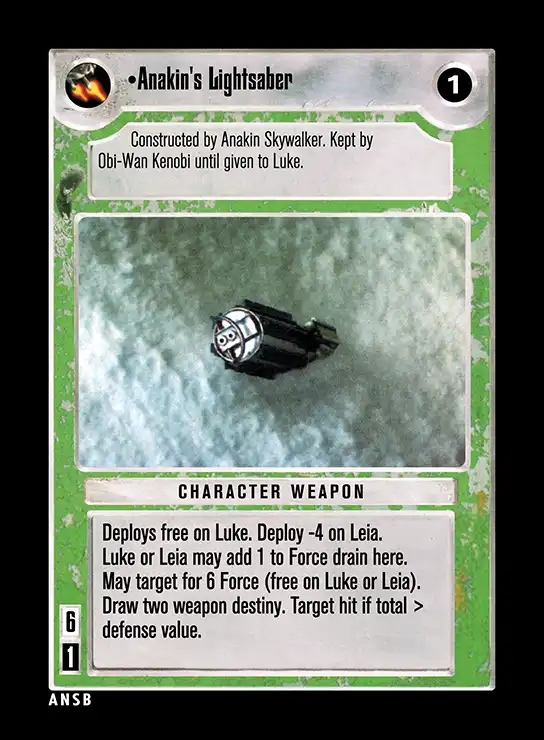 •Anakin's Lightsaber
1
Constructed by Anakin Skywalker. Kept by
Obi-Wan Kenobi until given to Luke.
CHARACTER WEAPON
Deploys free on Luke. Deploy -4 on Leia.
Luke or Leia may add 1 to Force drain here.
May target for 6 Force (free on Luke or Leia).
Draw two weapon destiny. Target hit if total >
defense value.
6
1
ANSB